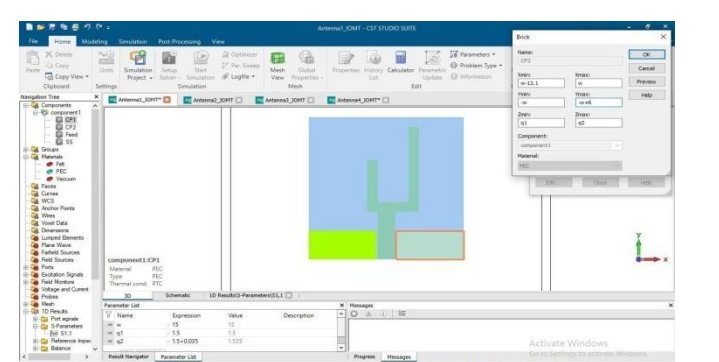 Antenna1_IOMT - CST STUDIO SUITE
File Home Modeling Simulation Post-Processing View
Paste
Delete
Copy
Copy View
Clipboard
Units
Settings
Simulation Project
Setup Solver
Start Simulation
Optimizer
Par. Sweep
Logfile
Simulation
Mesh View
Global Properties
Mesh
Properties
History List
Calculator
Parametric Update
Parameters
Problem Type
Information
Edit
Navigation Tree
Components
component1
CP1
CP2
Feed
SS
Groups
Materials
Felt
PEC
Vacuum
Faces
Curves
WCS
Anchor Points
Wires
Voxel Data
Dimensions
Lumped Elements
Plane Wave
Farfield Sources
Field Sources
Ports
Excitation Signals
Field Monitors
Voltage and Current
Probes
Mesh
1D Results
Port signals
S-Parameters
S1,1
Reference Impe
Balance
Antenna1_IOMT* Antenna2_IOMT Antenna3_IOMT Antenna4_IOMT*
component1:CP1
Material PEC
Type PEC
Thermal cond. PTC
y
x
3D Schematic 1D Results\S-Parameters\S1,1
Parameter List
Name Expression Value Description
w = 15 15
q1 = 1.5 1.5
q2 = 1.5+0.035 1.535
Result Navigator Parameter List
Messages
Progress Messages
Activate Windows
Go to Settings to activate Windows.
Brick
Name:
CP2
OK
Cancel
Preview
Help
Xmin: Xmax:
w-13.1 w
Ymin: Ymax:
-w -w+6
Zmin: Zmax:
q1 q2
Component:
component1
Material:
PEC
Edit... Close Help